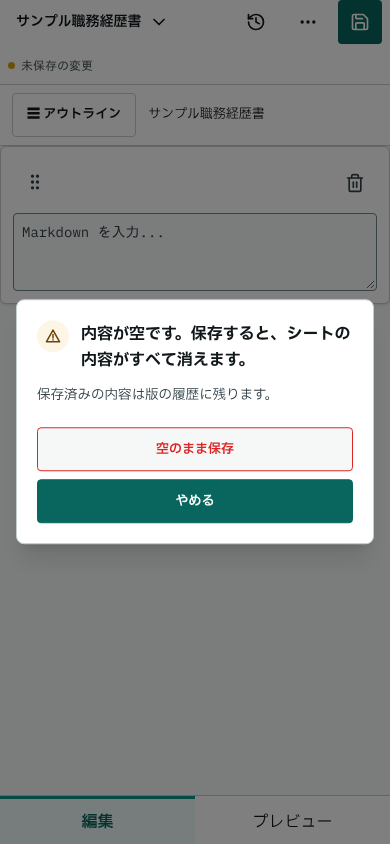 サンプル職務経歴書
未保存の変更
アウトライン
サンプル職務経歴書
Markdown を入力...
内容が空です。保存すると、シートの
内容がすべて消えます。
保存済みの内容は版の履歴に残ります。
空のまま保存
やめる
編集
プレビュー